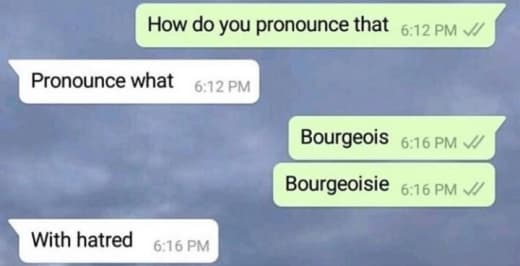 How do you pronounce that 6:12 PM
Pronounce what 6:12 PM
Bourgeois 6:16 PM
Bourgeoisie 6:16 PM
With hatred 6:16 PM